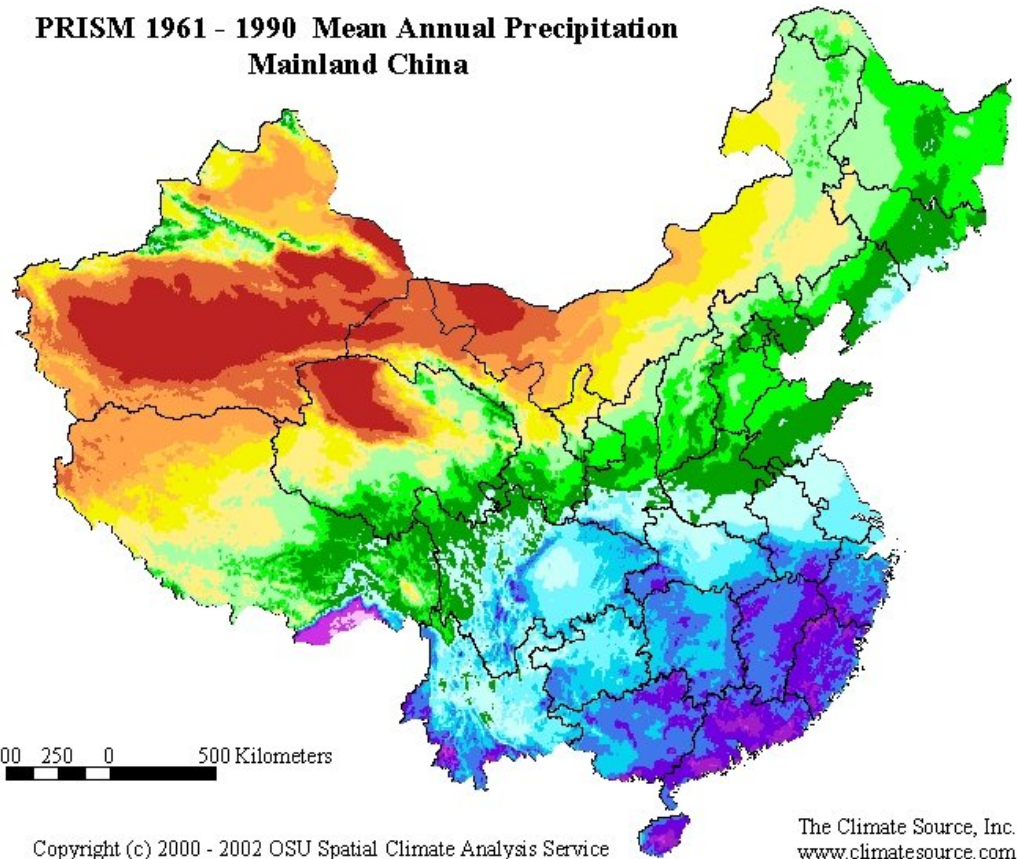 PRISM 1961 - 1990 Mean Annual Precipitation
Mainland China
00 250 0 500 Kilometers
Copyright (c) 2000 - 2002 OSU Spatial Climate Analysis Service
The Climate Source, Inc.
www.climatesource.com